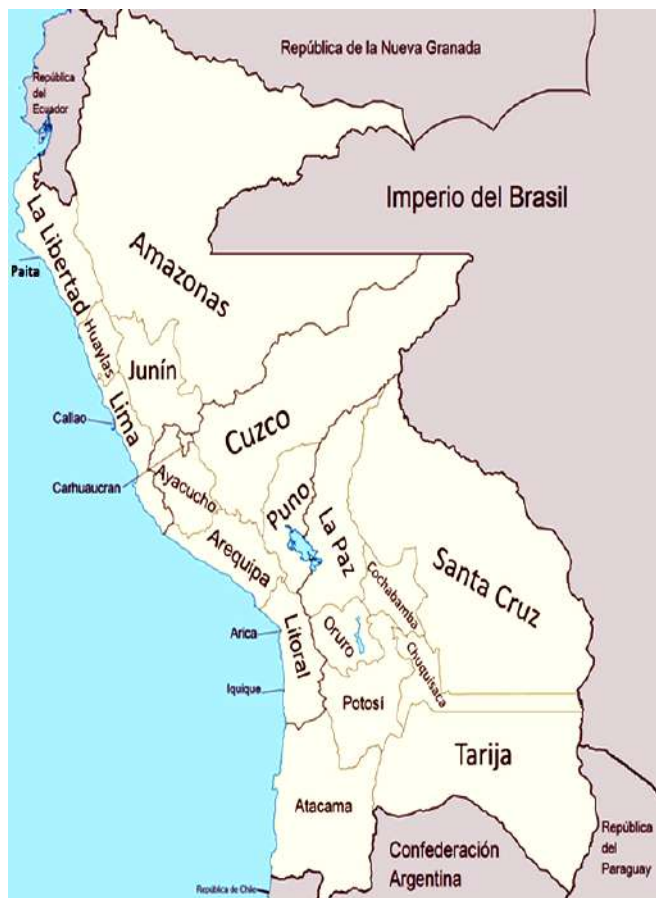 República de la Nueva Granada
República
del
Ecuador
Imperio del Brasil
La Libertad
Amazonas
Paita
Huaylas
Junín
Lima
Callao
Cuzco
Carhuaucran
Ayacucho
Puno
La Paz
Arequipa
Santa Cruz
Cochabamba
Arica
Litoral
Oruro
Chuquisaca
Iquique
Potosí
Tarija
Atacama
República
del
Paraguay
Confederación
Argentina
República de Chile